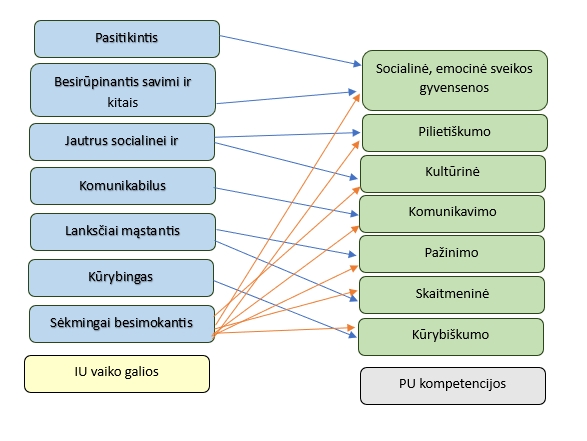 Pasitikintis
Besirūpinantis savimi ir
kitais
Jautrus socialinei ir
Komunikabilus
Lanksčiai mąstantis
Kūrybingas
Sėkmingai besimokantis
IU vaiko galios
Socialinė, emocinė sveikos
gyvensenos
Pilietiškumo
Kultūrinė
Komunikavimo
Pažinimo
Skaitmeninė
Kūrybiškumo
PU kompetencijos